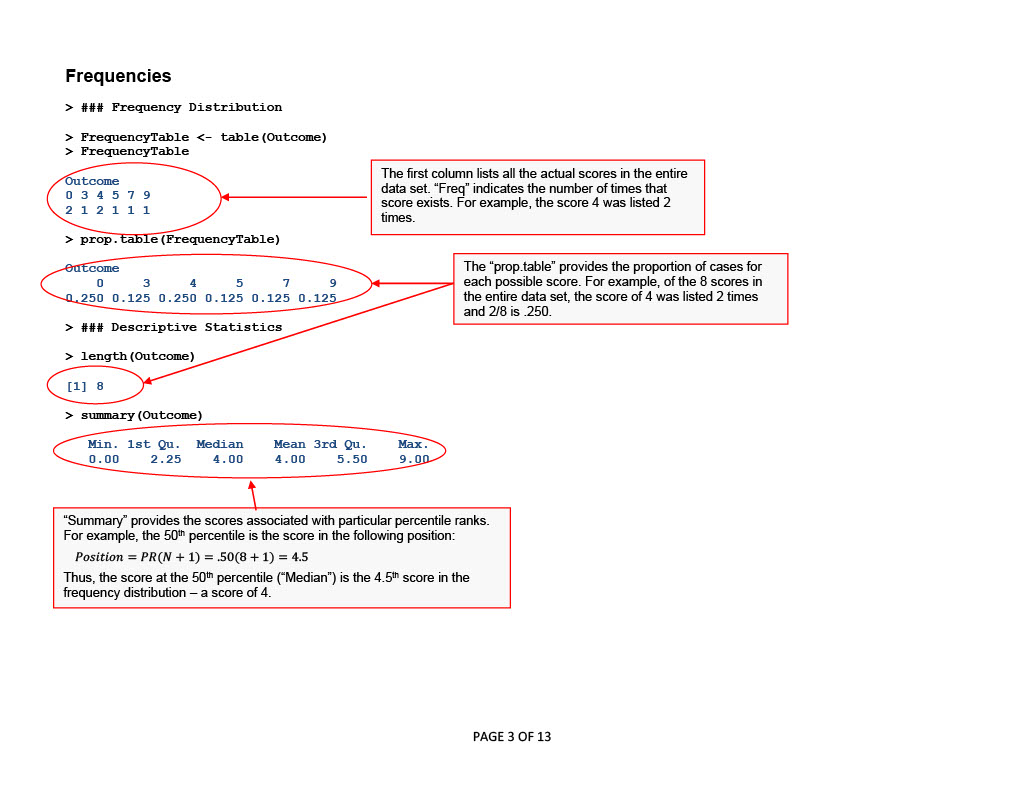 Frequencies
> ### Frequency Distribution
> FrequencyTable <- table(Outcome)
> FrequencyTable
Outcome
0 3 4 5 7 9
2 1 2 1 1 1
The first column lists all the actual scores in the entire
data set. “Freq” indicates the number of times that
score exists. For example, the score 4 was listed 2
times.
> prop.table(FrequencyTable)
Outcome
0 3 4 5 7 9
0.250 0.125 0.250 0.125 0.125 0.125
The “prop.table” provides the proportion of cases for
each possible score. For example, of the 8 scores in
the entire data set, the score of 4 was listed 2 times
and 2/8 is .250.
> ### Descriptive Statistics
> length(Outcome)
[1] 8
> summary(Outcome)
Min. 1st Qu. Median Mean 3rd Qu. Max.
0.00 2.25 4.00 4.00 5.50 9.00
“Summary” provides the scores associated with particular percentile ranks.
For example, the 50th percentile is the score in the following position:
Position = PR(N + 1) = .50(8 + 1) = 4.5
Thus, the score at the 50th percentile (“Median”) is the 4.5th score in the
frequency distribution – a score of 4.
PAGE 3 OF 13